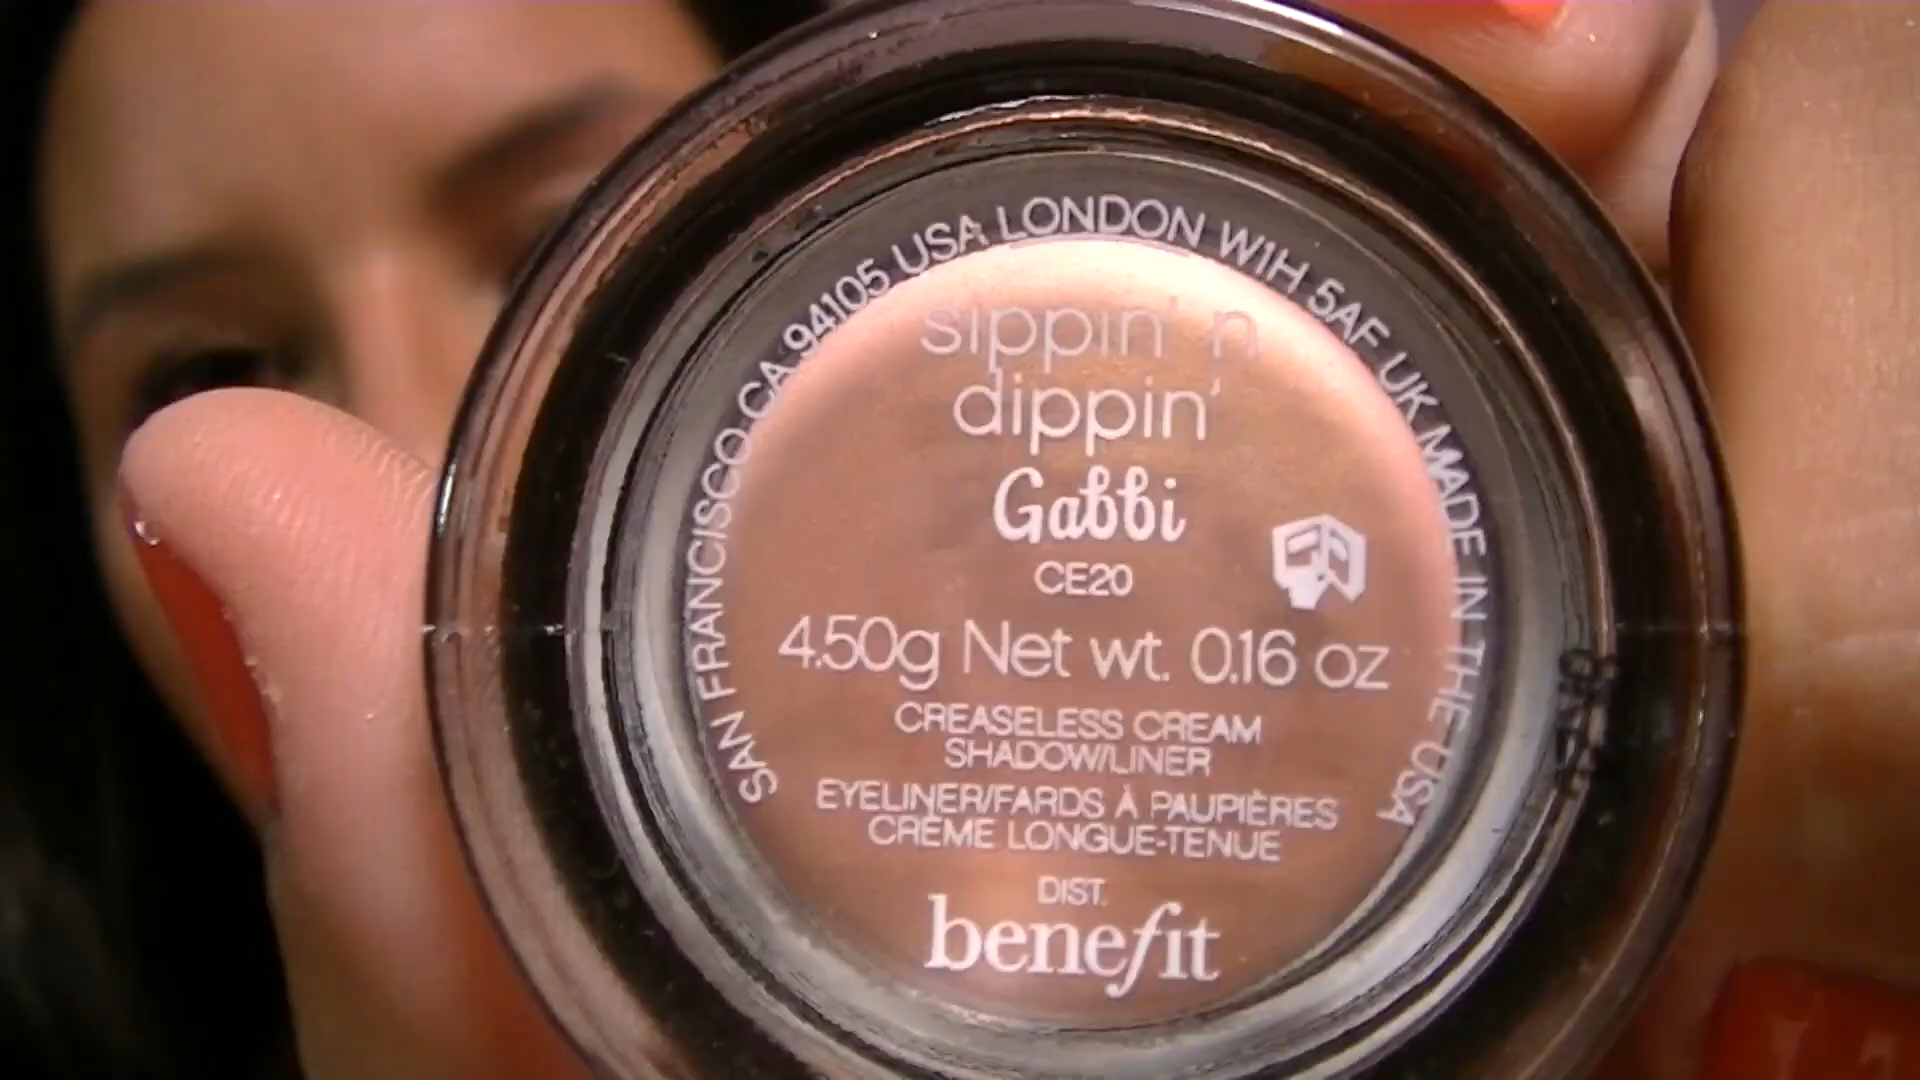 SAN FRANCISCO CA 94105 USA LONDON W1H 5AF UK MADE IN THE USA
sippin' n
dippin'
Gabbi
CE20
4.50g Net wt. 0.16 oz
CREASELESS CREAM
SHADOW/LINER
EYELINER/FARDS À PAUPIÈRES
CRÈME LONGUE-TENUE
DIST.
benefit